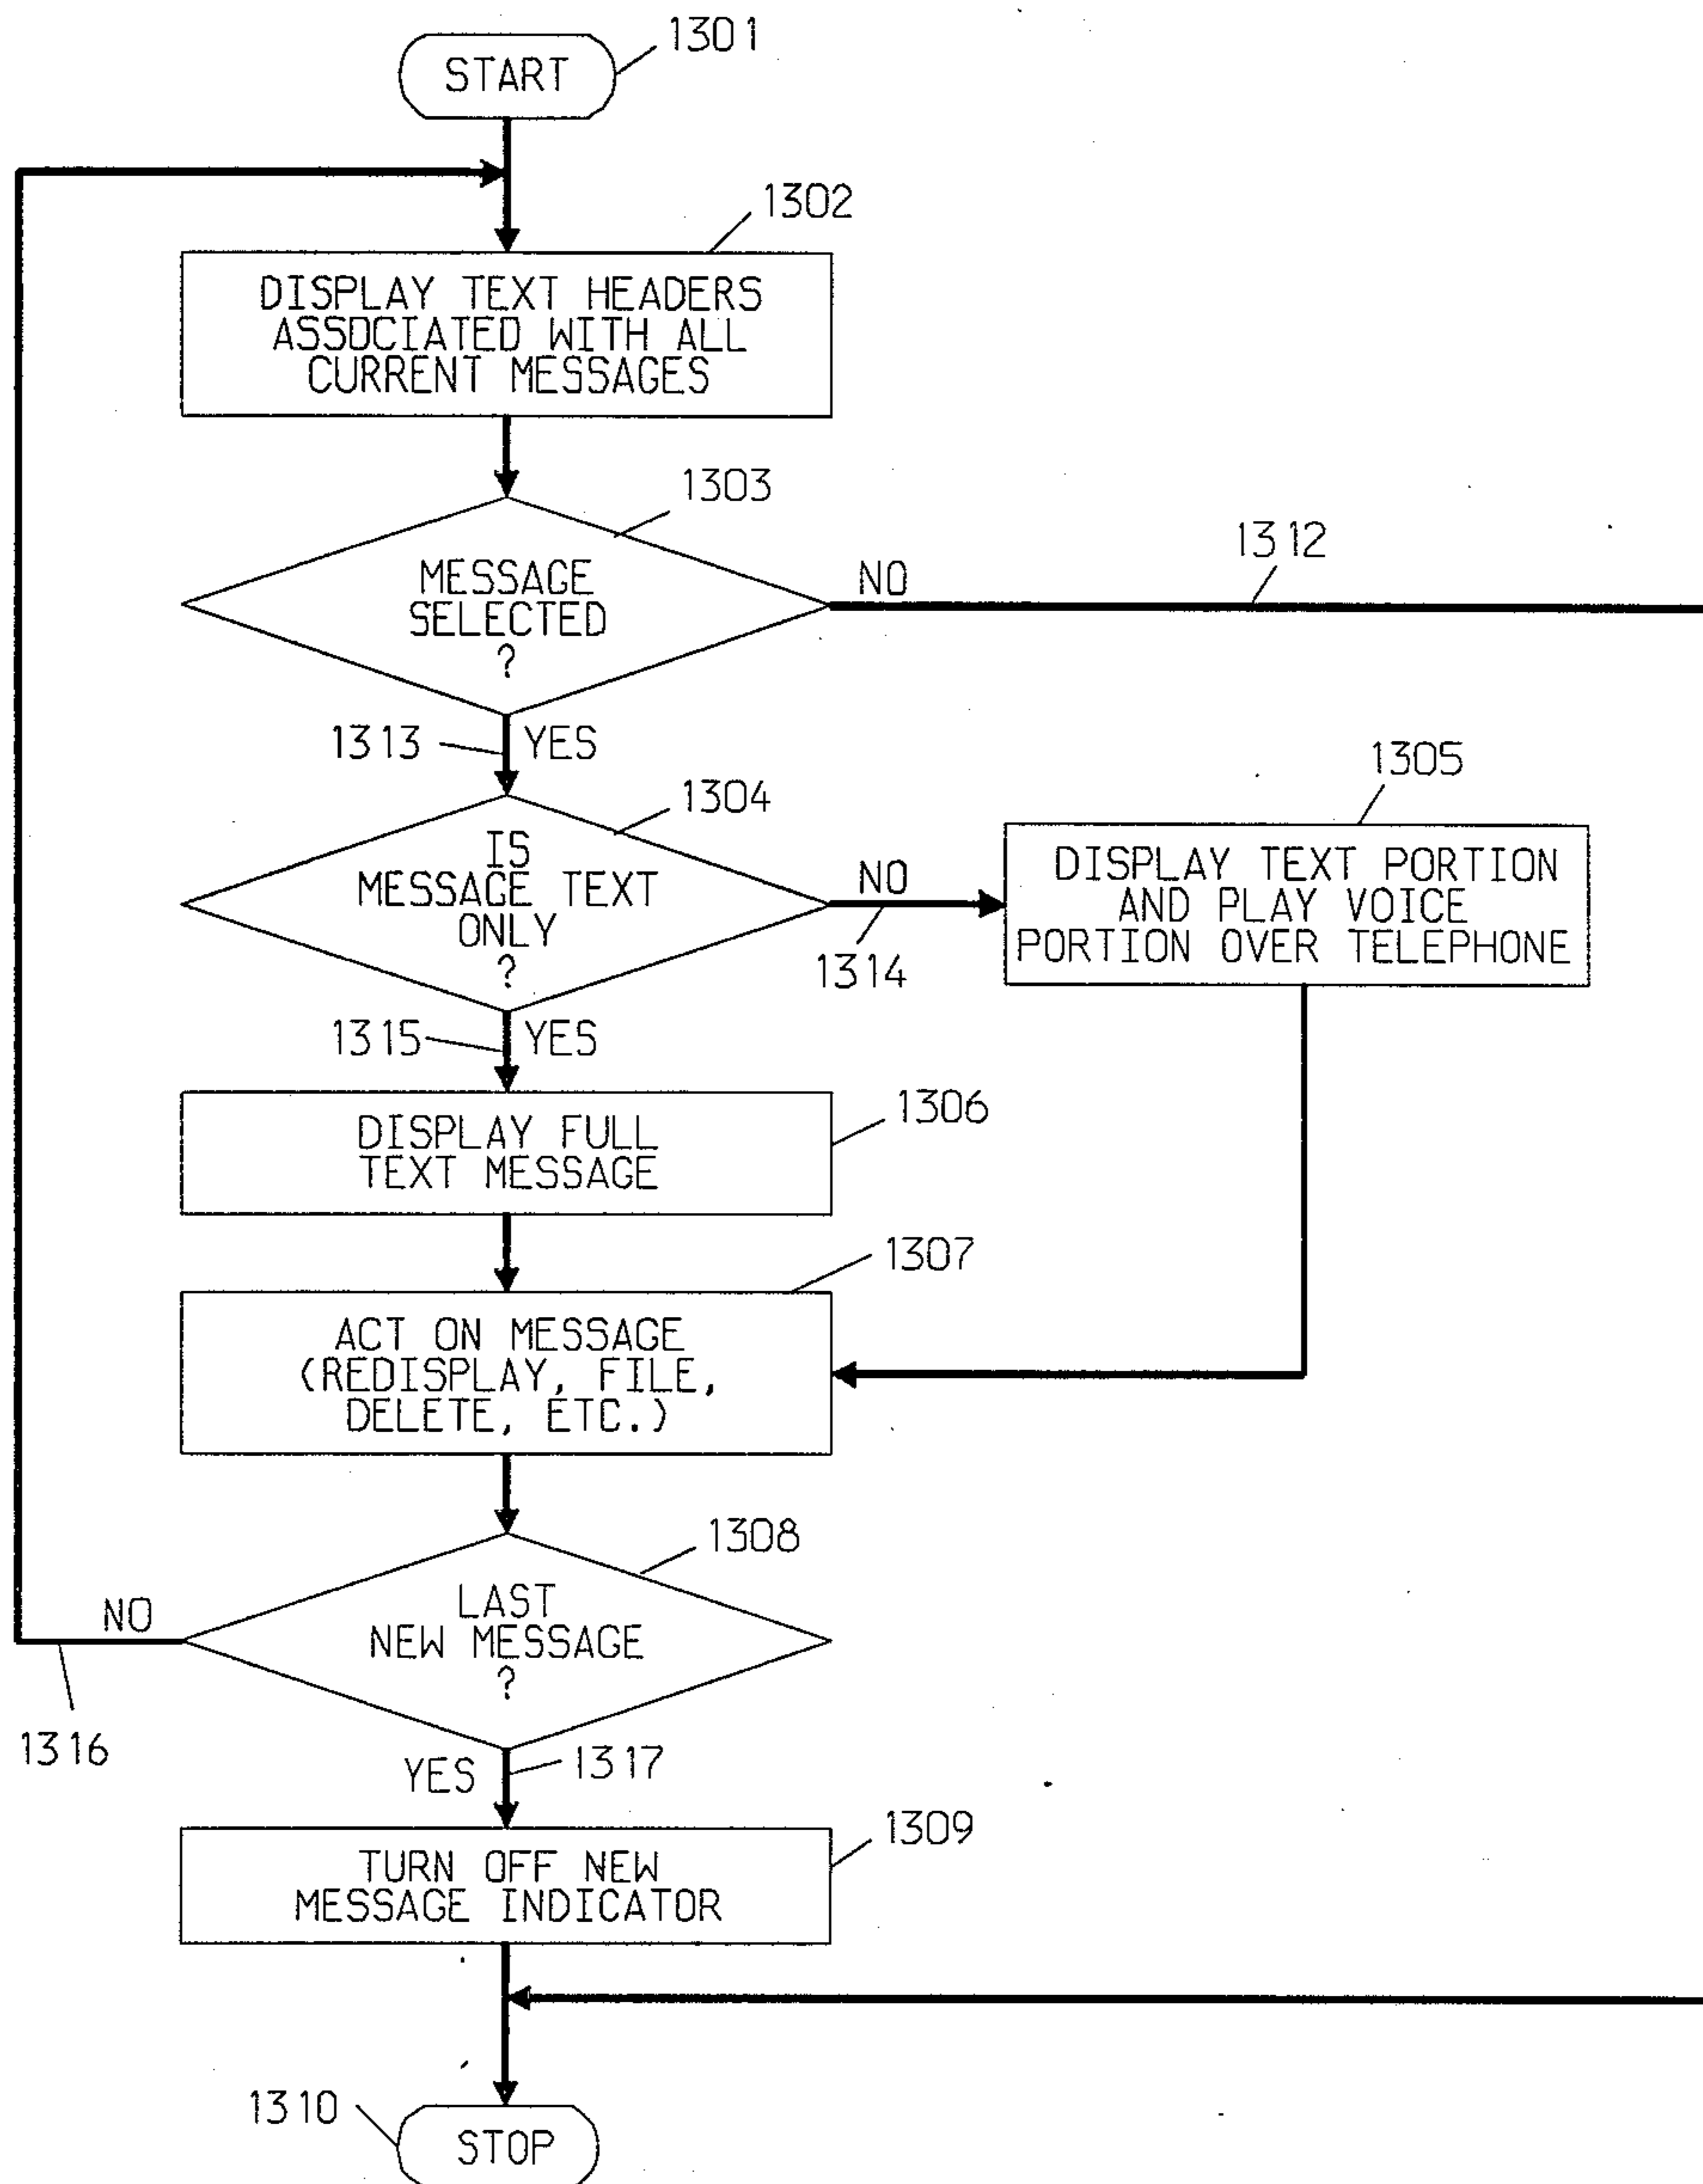 1301
START
1302
DISPLAY TEXT HEADERS
ASSOCIATED WITH ALL
CURRENT MESSAGES
1303
MESSAGE
SELECTED
?
NO
1312
1313
YES
1304
IS
MESSAGE TEXT
ONLY
?
NO
1314
1305
DISPLAY TEXT PORTION
AND PLAY VOICE
PORTION OVER TELEPHONE
1315
YES
1306
DISPLAY FULL
TEXT MESSAGE
1307
ACT ON MESSAGE
(REDISPLAY, FILE,
DELETE, ETC.)
1308
LAST
NEW MESSAGE
?
NO
1316
YES
1317
1309
TURN OFF NEW
MESSAGE INDICATOR
1310
STOP